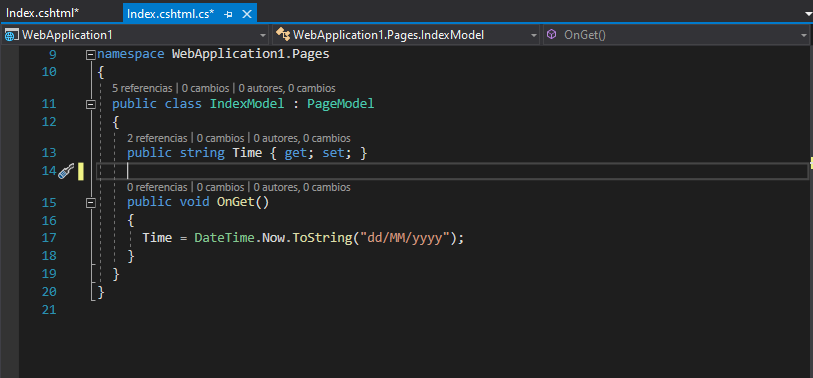 Index.cshtml*
Index.cshtml.cs*
WebApplication1
WebApplication1.Pages.IndexModel
OnGet()
9 namespace WebApplication1.Pages
10 {
5 referencias | 0 cambios | 0 autores, 0 cambios
11 public class IndexModel : PageModel
12 {
2 referencias | 0 cambios | 0 autores, 0 cambios
13 public string Time { get; set; }
14
0 referencias | 0 cambios | 0 autores, 0 cambios
15 public void OnGet()
16 {
17 Time = DateTime.Now.ToString("dd/MM/yyyy");
18 }
19 }
20 }
21